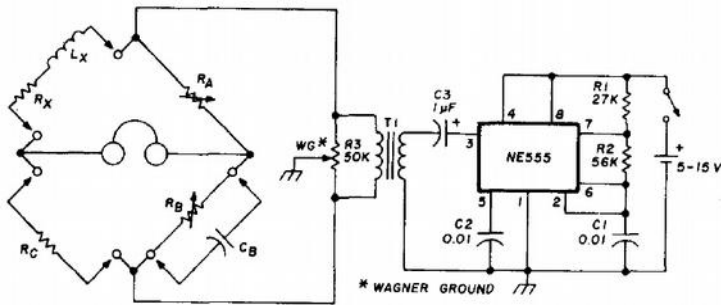 LX
RX
RA
RB
RC
CB
WG*
R3
50K
T1
C3
1µF
+
4
8
3
NE555
7
6
5
1
2
R1
27K
R2
56K
+
5-15V
C2
0.01
C1
0.01
* WAGNER GROUND